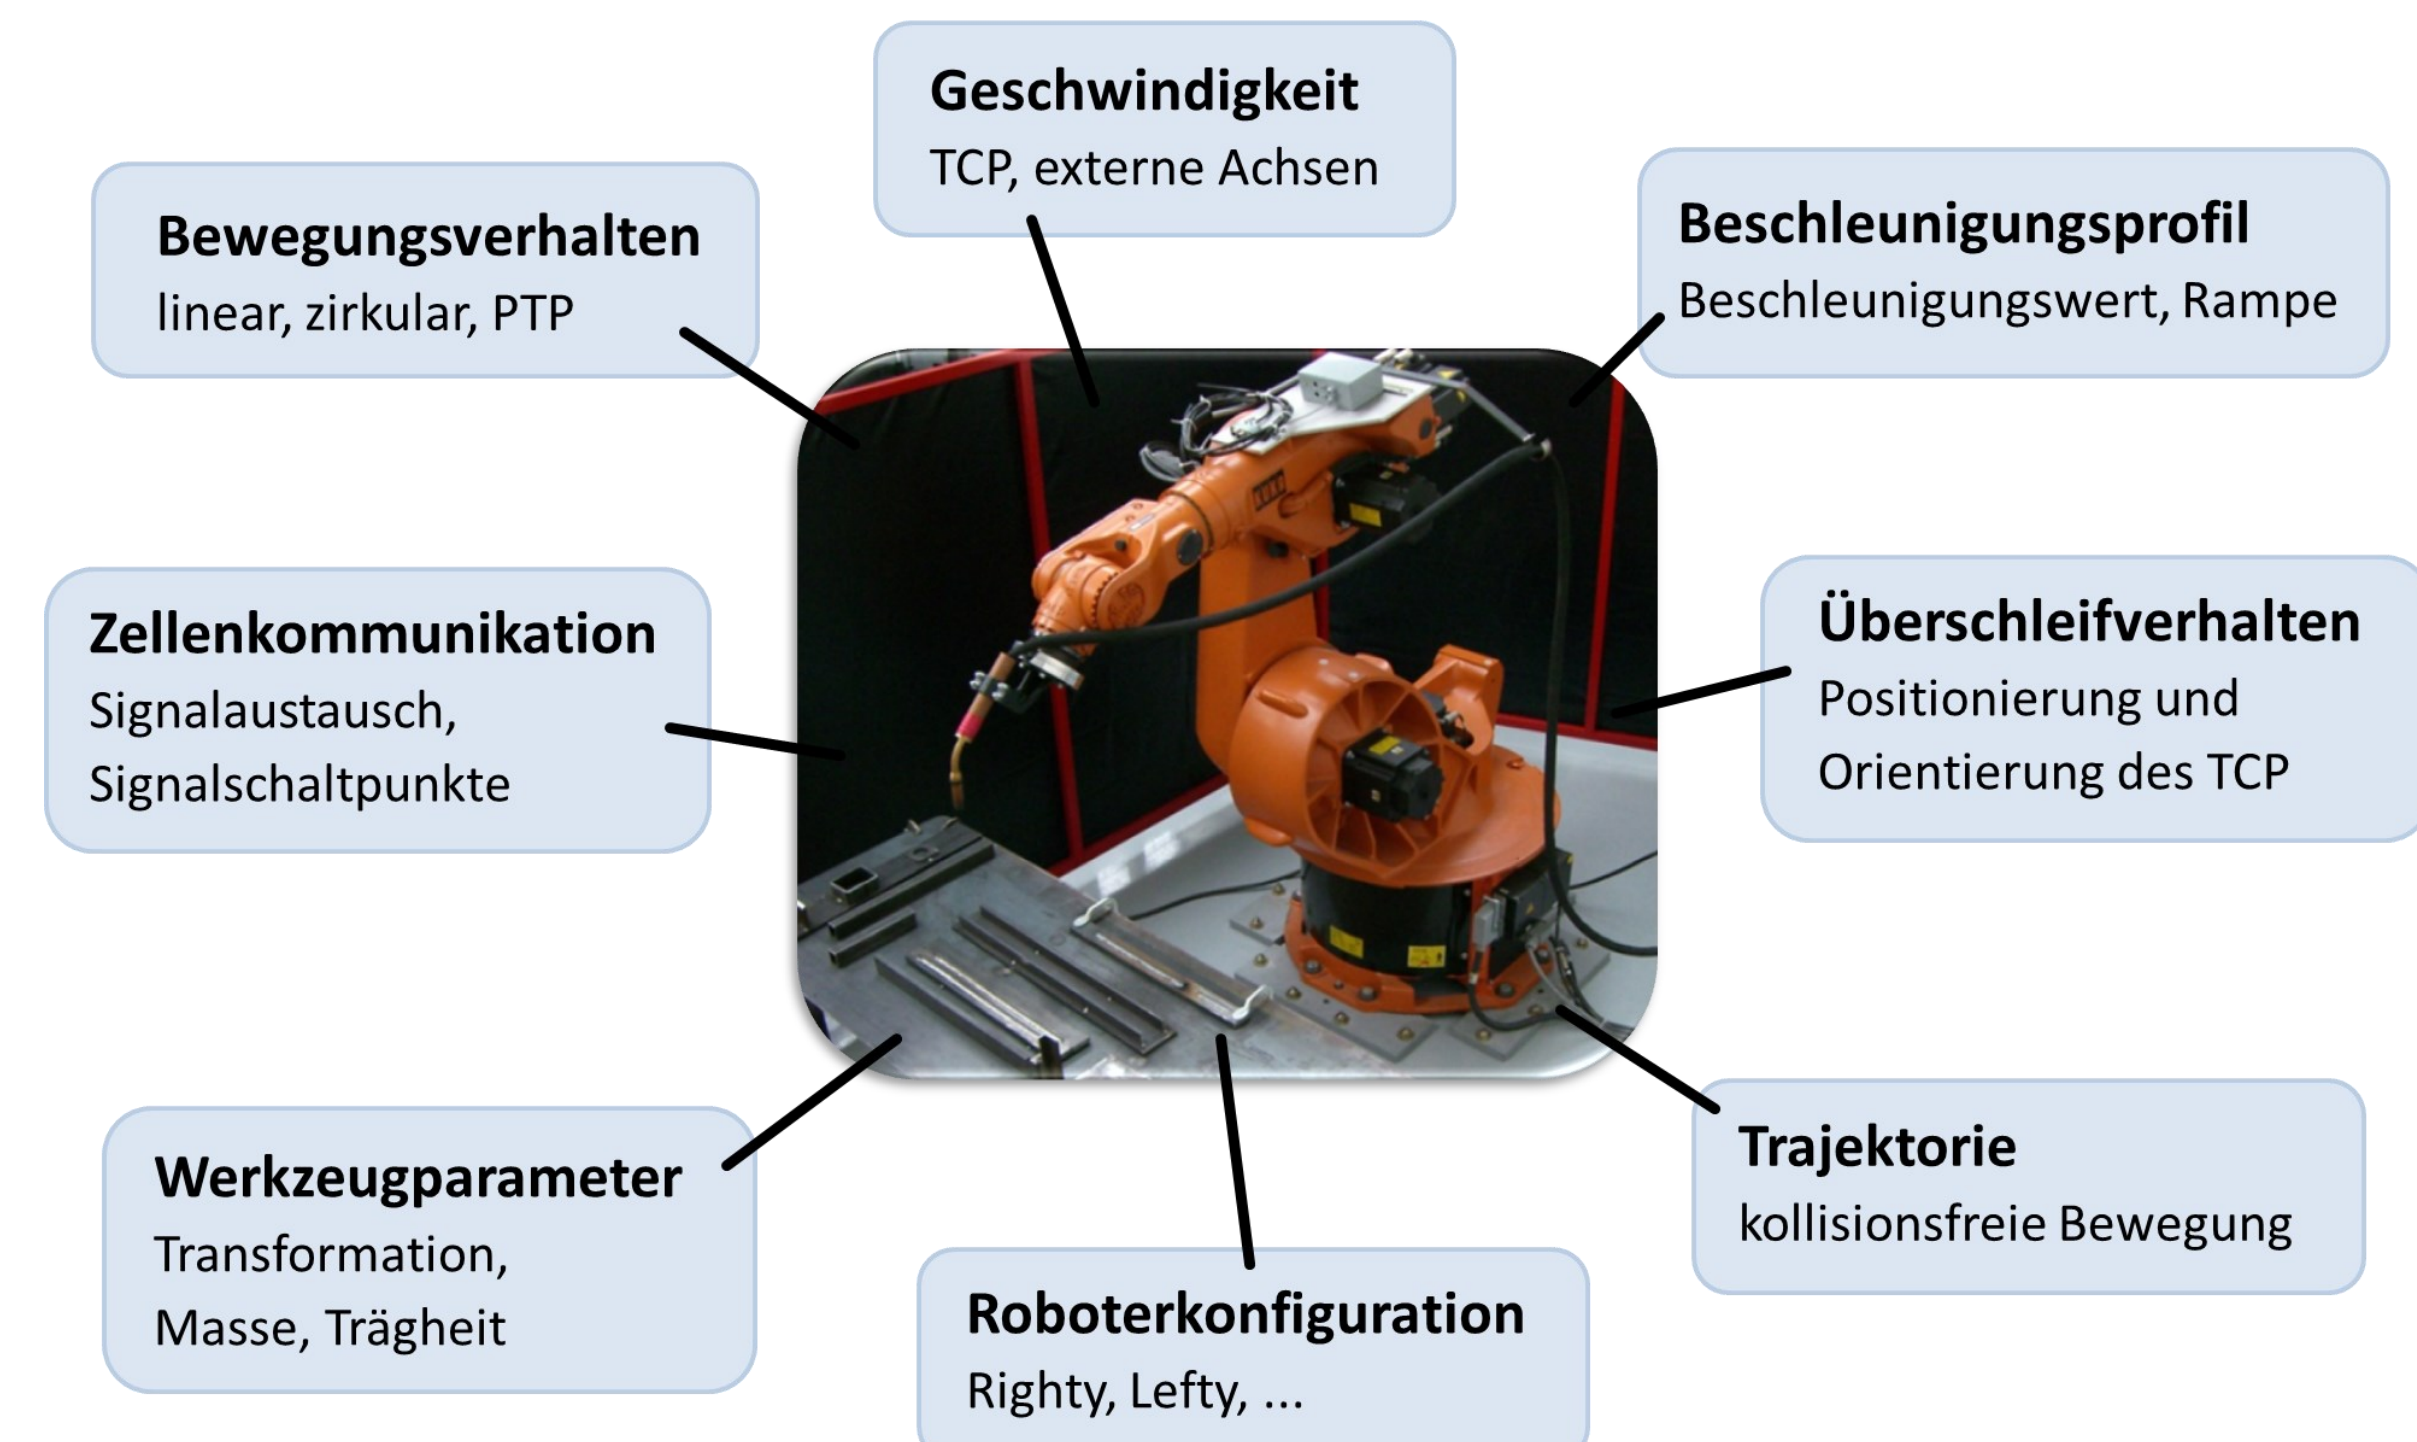 Geschwindigkeit
TCP, externe Achsen
Bewegungsverhalten
linear, zirkular, PTP
Beschleunigungsprofil
Beschleunigungswert, Rampe
Zellenkommunikation
Signalaustausch,
Signalschaltpunkte
Überschleifverhalten
Positionierung und
Orientierung des TCP
Werkzeugparameter
Transformation,
Masse, Trägheit
Roboterkonfiguration
Righty, Lefty, ...
Trajektorie
kollisionsfreie Bewegung
KUKA